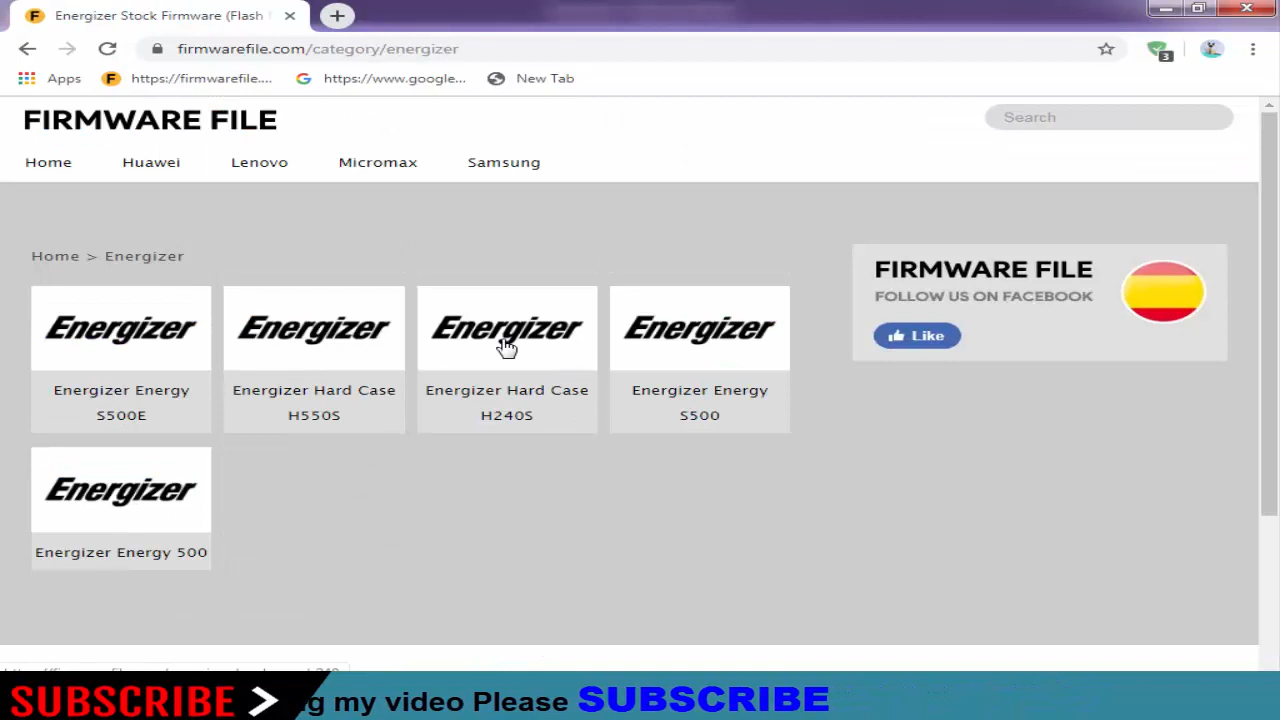 Energizer Stock Firmware (Flash
firmwarefile.com/category/energizer
3
Apps
https://firmwarefile....
https://www.google...
New Tab
FIRMWARE FILE
Search
Home
Huawei
Lenovo
Micromax
Samsung
Home > Energizer
Energizer
Energizer
Energizer
Energizer
Energizer Energy
S500E
Energizer Hard Case
H550S
Energizer Hard Case
H240S
Energizer Energy
S500
Energizer
Energizer Energy 500
FIRMWARE FILE
FOLLOW US ON FACEBOOK
Like
SUBSCRIBE
g my video Please SUBSCRIBE